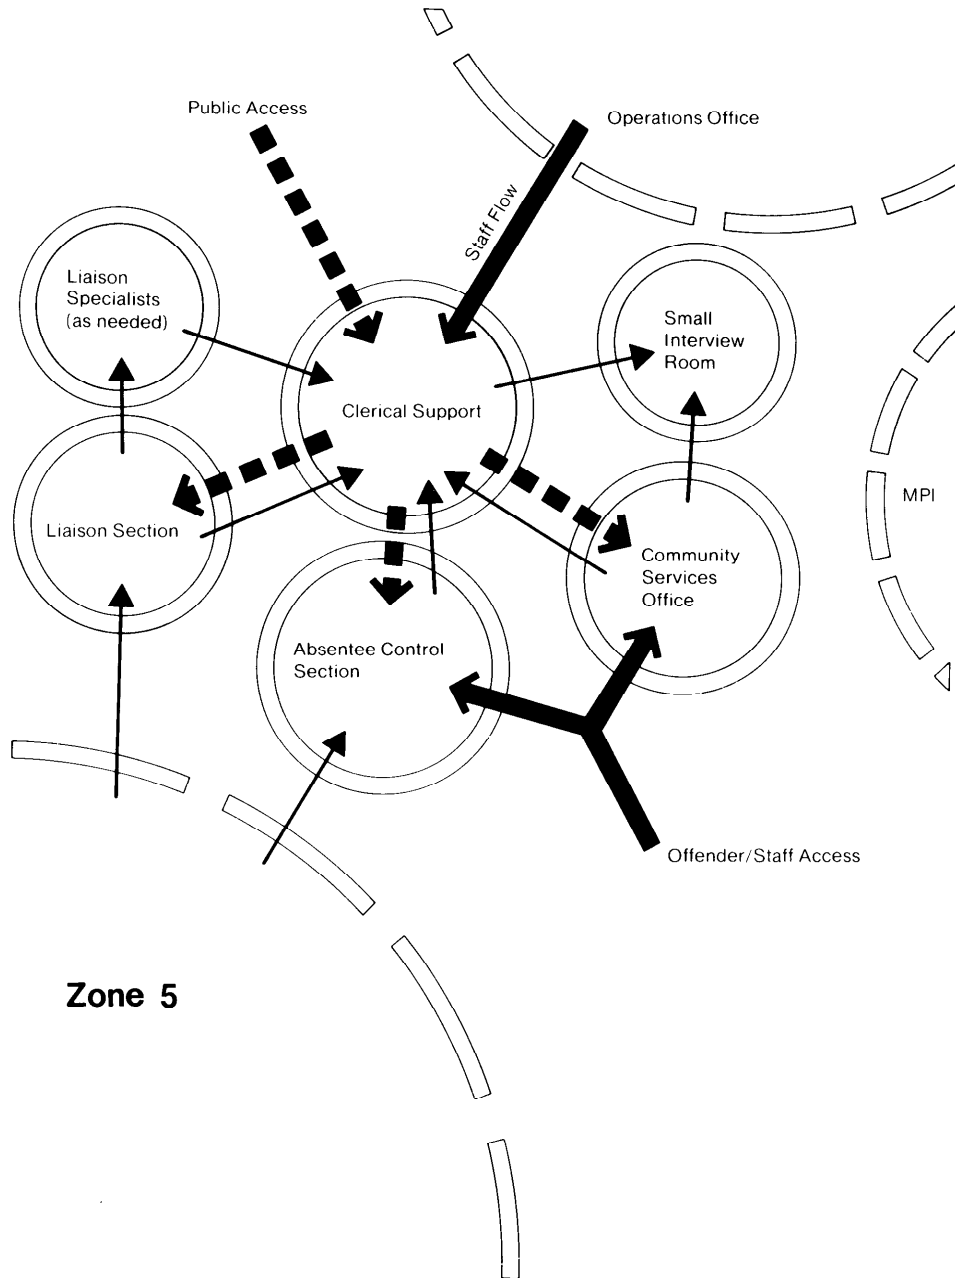 Public Access
Operations Office
Staff Flow
Liaison
Specialists
(as needed)
Small
Interview
Room
Clerical Support
MPI
Liaison Section
Community
Services
Office
Absentee Control
Section
Offender/Staff Access
Zone 5